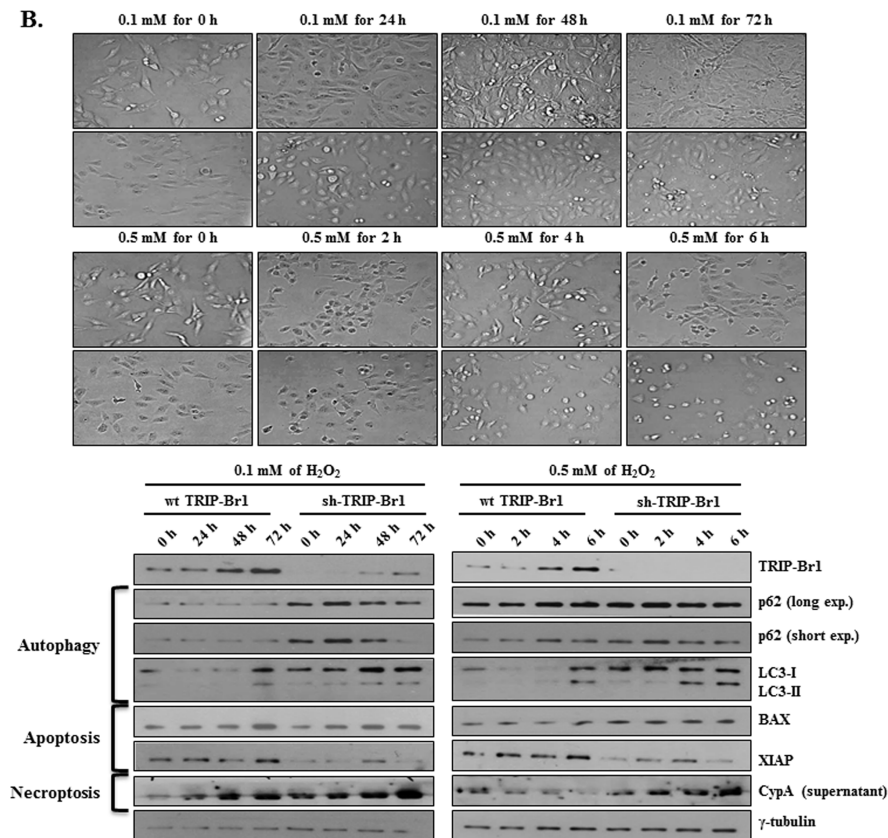 B.
0.1 mM for 0 h 0.1 mM for 24 h 0.1 mM for 48 h 0.1 mM for 72 h
0.5 mM for 0 h 0.5 mM for 2 h 0.5 mM for 4 h 0.5 mM for 6 h
0.1 mM of H₂O₂ 0.5 mM of H₂O₂
wt TRIP-Br1 sh-TRIP-Br1 wt TRIP-Br1 sh-TRIP-Br1
0 h 24 h 48 h 72 h 0 h 24 h 48 h 72 h 0 h 2 h 4 h 6 h 0 h 2 h 4 h 6 h
TRIP-Br1
p62 (long exp.)
Autophagy
p62 (short exp.)
LC3-I
LC3-II
Apoptosis
BAX
XIAP
Necroptosis
CypA (supernatant)
γ-tubulin